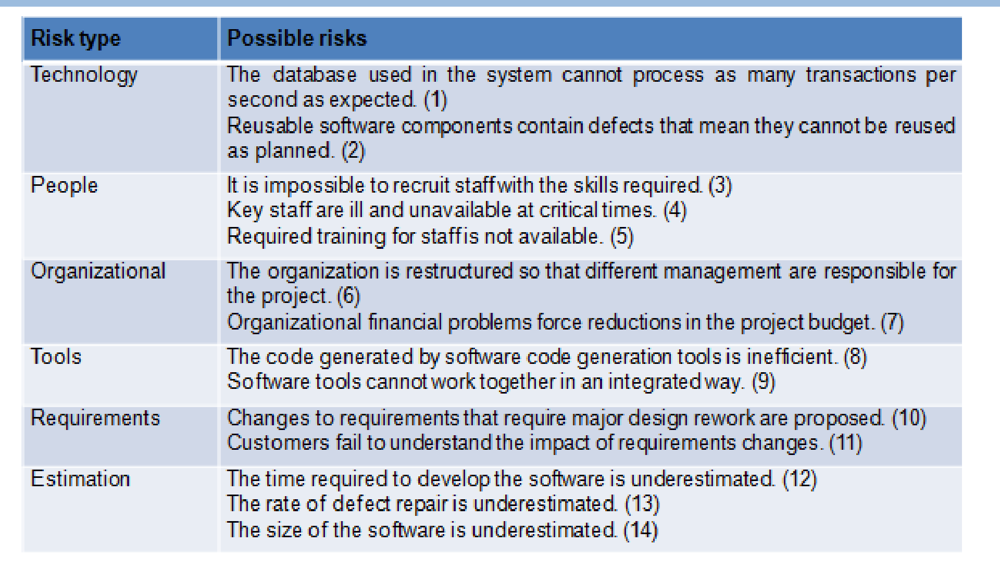 Risk type
Possible risks
Technology
The database used in the system cannot process as many transactions per
second as expected. (1)
Reusable software components contain defects that mean they cannot be reused
as planned. (2)
People
It is impossible to recruit staff with the skills required. (3)
Key staff are ill and unavailable at critical times. (4)
Required training for staff is not available. (5)
Organizational
The organization is restructured so that different management are responsible for
the project. (6)
Organizational financial problems force reductions in the project budget. (7)
Tools
The code generated by software code generation tools is inefficient. (8)
Software tools cannot work together in an integrated way. (9)
Requirements
Changes to requirements that require major design rework are proposed. (10)
Customers fail to understand the impact of requirements changes. (11)
Estimation
The time required to develop the software is underestimated. (12)
The rate of defect repair is underestimated. (13)
The size of the software is underestimated. (14)